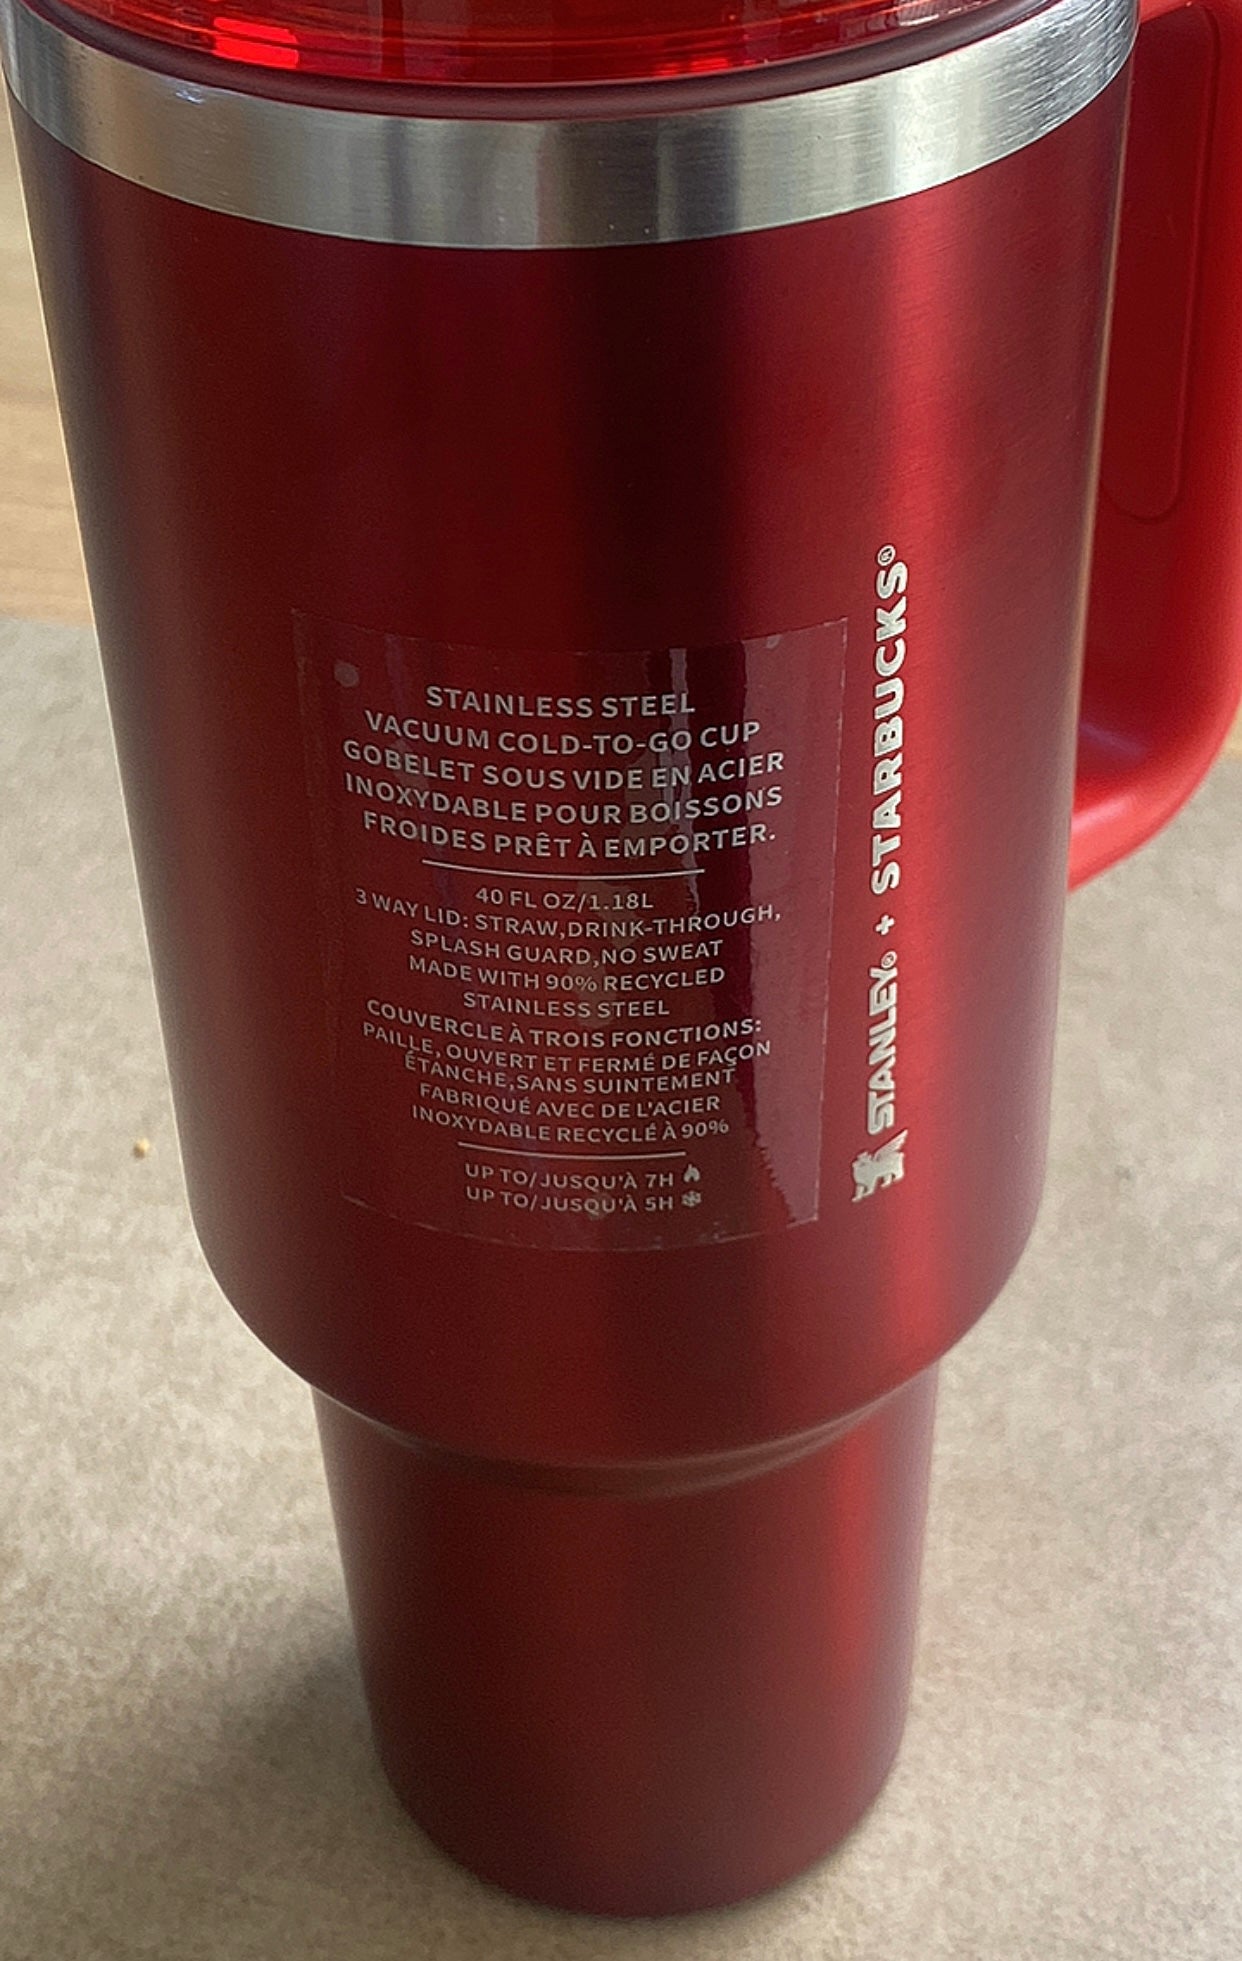 STAINLESS STEEL
VACUUM COLD-TO-GO CUP
GOBELET SOUS VIDE EN ACIER
INOXYDABLE POUR BOISSONS
FROIDES PRÊT À EMPORTER.
40 FL OZ/1.18L
3 WAY LID: STRAW,DRINK-THROUGH,
SPLASH GUARD,NO SWEAT
MADE WITH 90% RECYCLED
STAINLESS STEEL
COUVERCLE À TROIS FONCTIONS:
PAILLE, OUVERT ET FERMÉ DE FAÇON
ÉTANCHE,SANS SUINTEMENT
FABRIQUÉ AVEC DE L'ACIER
INOXYDABLE RECYCLÉ À 90%
UP TO/JUSQU'À 7H
UP TO/JUSQU'À 5H
STANLEY® + STARBUCKS®